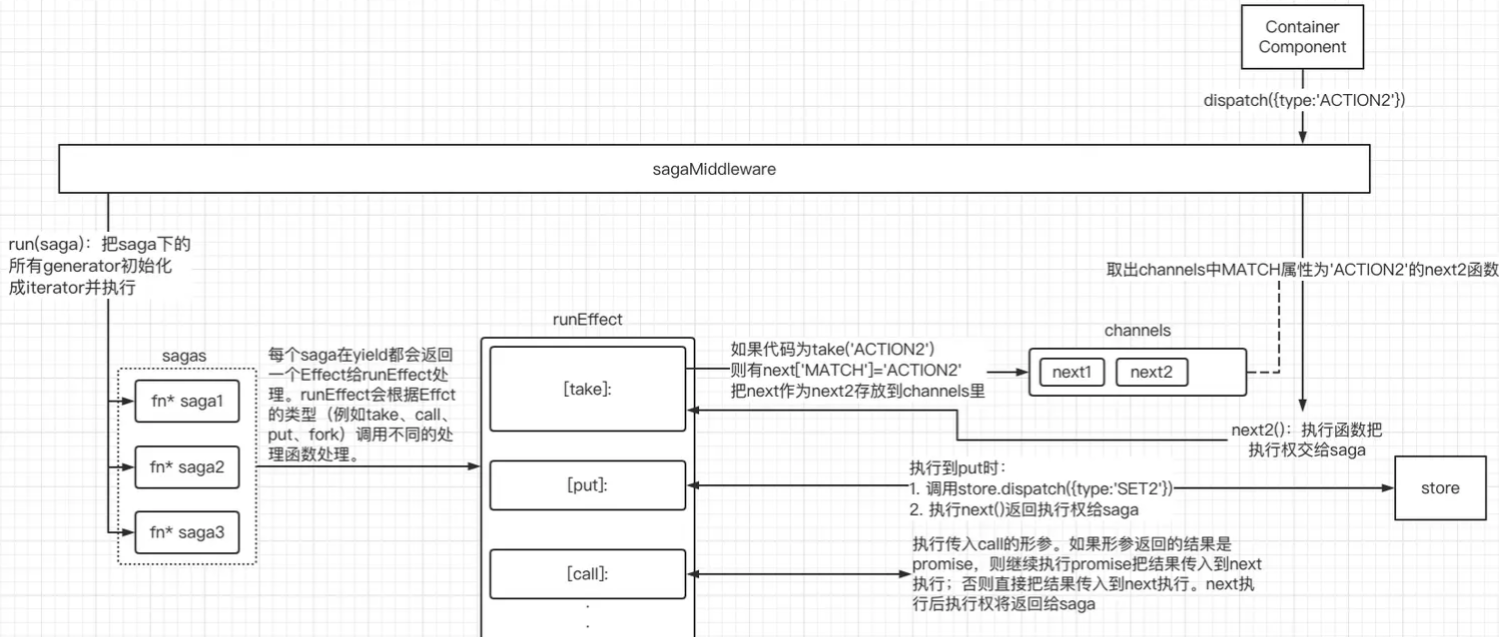 Container
Component
dispatch({type:'ACTION2'})
sagaMiddleware
run(saga)：把saga下的
所有generator初始化
成iterator并执行
取出channels中MATCH属性为'ACTION2'的next2函数
sagas
fn* saga1
fn* saga2
fn* saga3
每个saga在yield都会返回
一个Effect给runEffect处
理。runEffect会根据Effct
的类型（例如take、call、
put、fork）调用不同的处
理函数处理。
runEffect
[take]:
[put]:
[call]:
.
.
如果代码为take('ACTION2')
则有next['MATCH']='ACTION2'
把next作为next2存放到channels里
channels
next1
next2
next2()：执行函数把
执行权交给saga
执行到put时：
1. 调用store.dispatch({type:'SET2'})
2. 执行next()返回执行权给saga
store
执行传入call的形参。如果形参返回的结果是
promise，则继续执行promise把结果传入到next
执行；否则直接把结果传入到next执行。next执
行后执行权将返回给saga